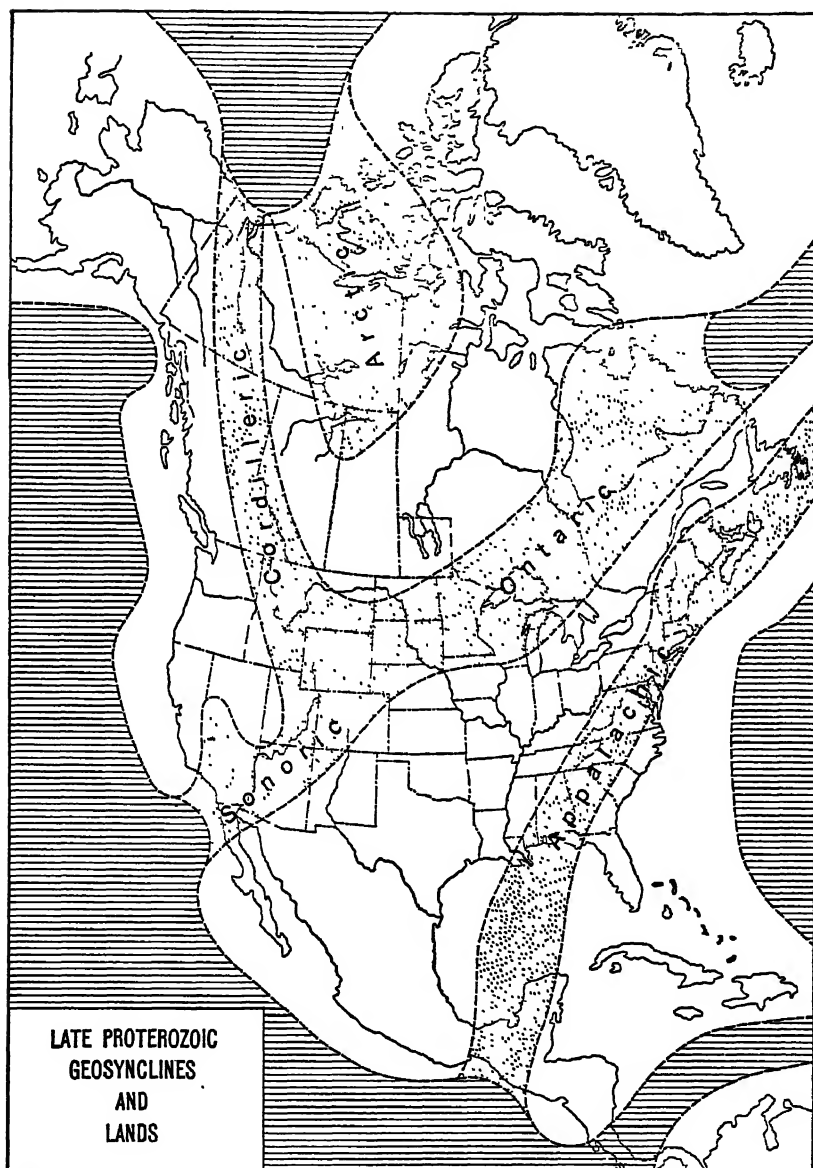 Arctic
Cordilleric
Ontaric
Sonoric
Appalachic
LATE PROTEROZOIC
GEOSYNCLINES
AND
LANDS